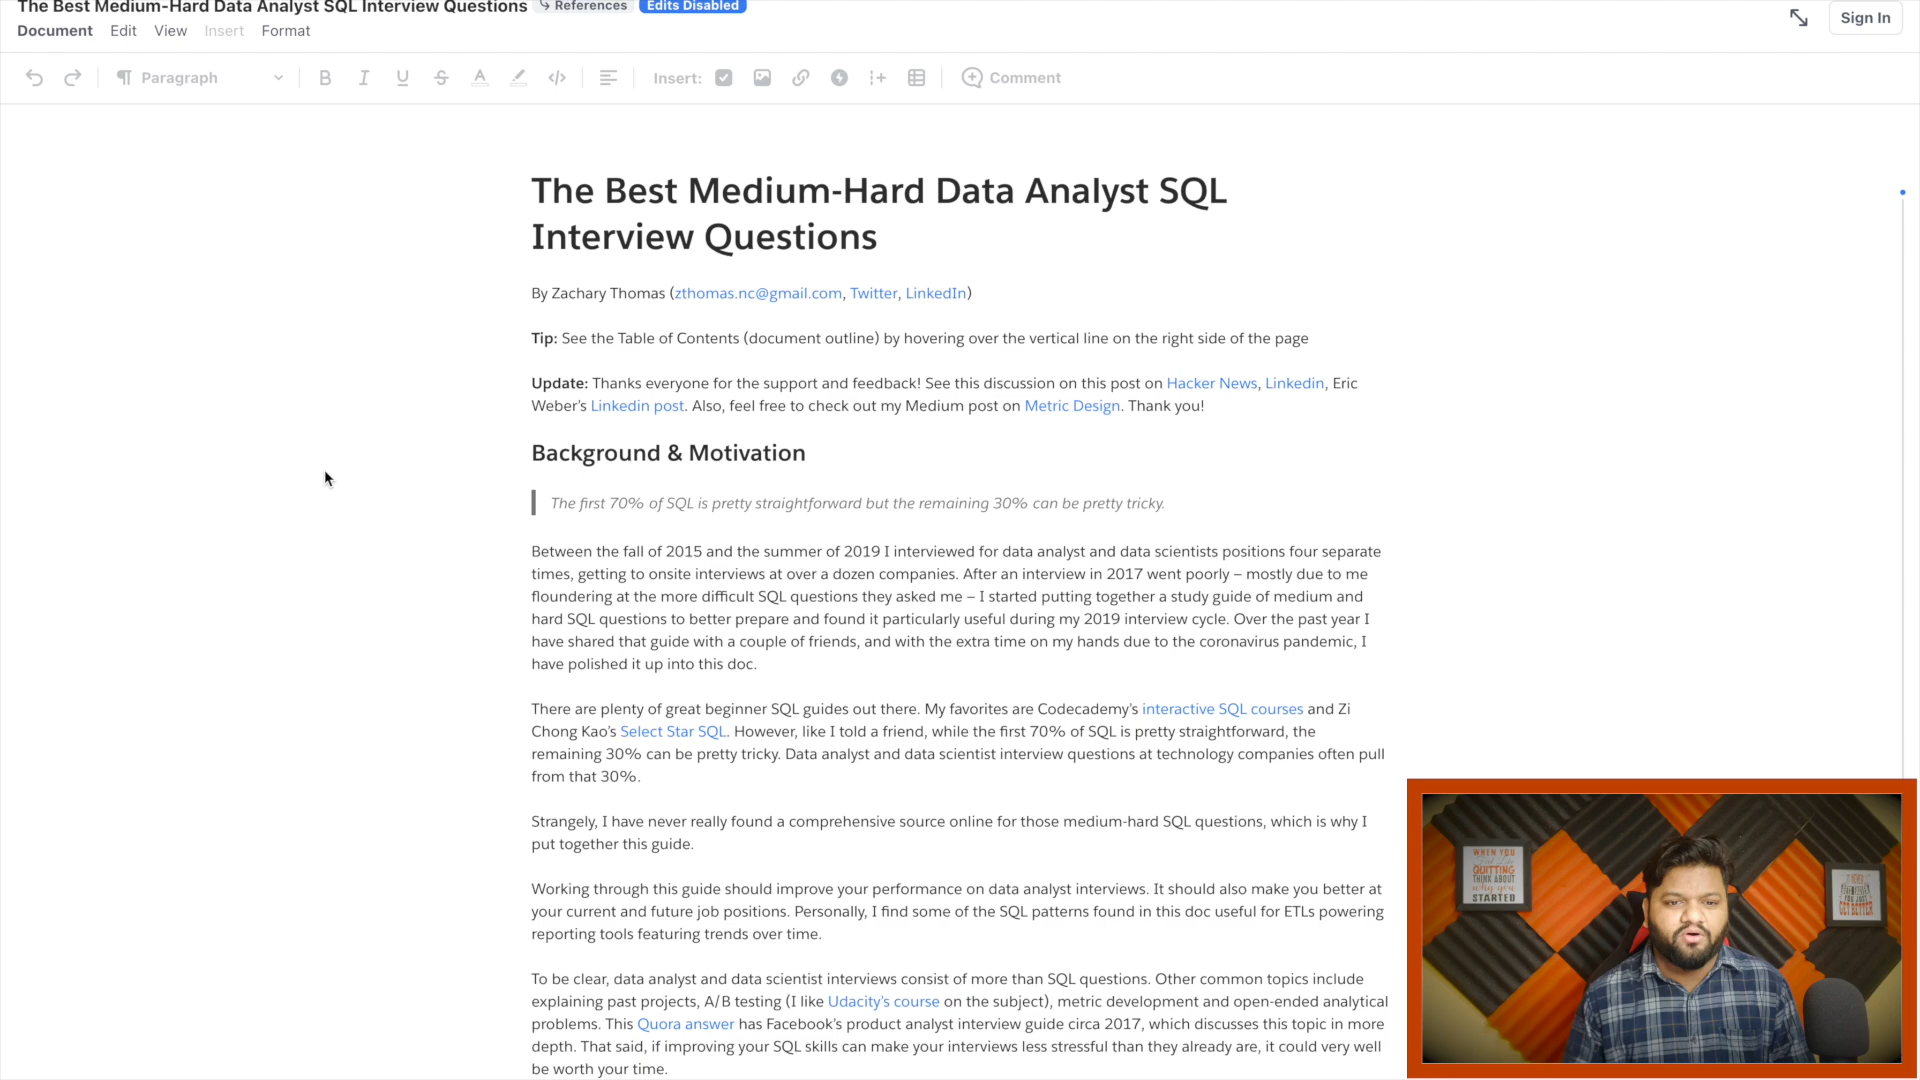 The Best Medium-Hard Data Analyst SQL Interview Questions References Edits Disabled
Document Edit View Insert Format Sign In
Paragraph B I U S A Insert: Comment
The Best Medium-Hard Data Analyst SQL
Interview Questions
By Zachary Thomas (zthomas.nc@gmail.com, Twitter, LinkedIn)
Tip: See the Table of Contents (document outline) by hovering over the vertical line on the right side of the page
Update: Thanks everyone for the support and feedback! See this discussion on this post on Hacker News, Linkedin, Eric
Weber’s Linkedin post. Also, feel free to check out my Medium post on Metric Design. Thank you!
Background & Motivation
The first 70% of SQL is pretty straightforward but the remaining 30% can be pretty tricky.
Between the fall of 2015 and the summer of 2019 I interviewed for data analyst and data scientists positions four separate
times, getting to onsite interviews at over a dozen companies. After an interview in 2017 went poorly – mostly due to me
floundering at the more difficult SQL questions they asked me – I started putting together a study guide of medium and
hard SQL questions to better prepare and found it particularly useful during my 2019 interview cycle. Over the past year I
have shared that guide with a couple of friends, and with the extra time on my hands due to the coronavirus pandemic, I
have polished it up into this doc.
There are plenty of great beginner SQL guides out there. My favorites are Codecademy’s interactive SQL courses and Zi
Chong Kao’s Select Star SQL. However, like I told a friend, while the first 70% of SQL is pretty straightforward, the
remaining 30% can be pretty tricky. Data analyst and data scientist interview questions at technology companies often pull
from that 30%.
Strangely, I have never really found a comprehensive source online for those medium-hard SQL questions, which is why I
put together this guide.
Working through this guide should improve your performance on data analyst interviews. It should also make you better at
your current and future job positions. Personally, I find some of the SQL patterns found in this doc useful for ETLs powering
reporting tools featuring trends over time.
To be clear, data analyst and data scientist interviews consist of more than SQL questions. Other common topics include
explaining past projects, A/B testing (I like Udacity’s course on the subject), metric development and open-ended analytical
problems. This Quora answer has Facebook’s product analyst interview guide circa 2017, which discusses this topic in more
depth. That said, if improving your SQL skills can make your interviews less stressful than they already are, it could very well
be worth your time.
WHEN YOU
QUITTING
THINK ABOUT
why you
STARTED
GET BETTER